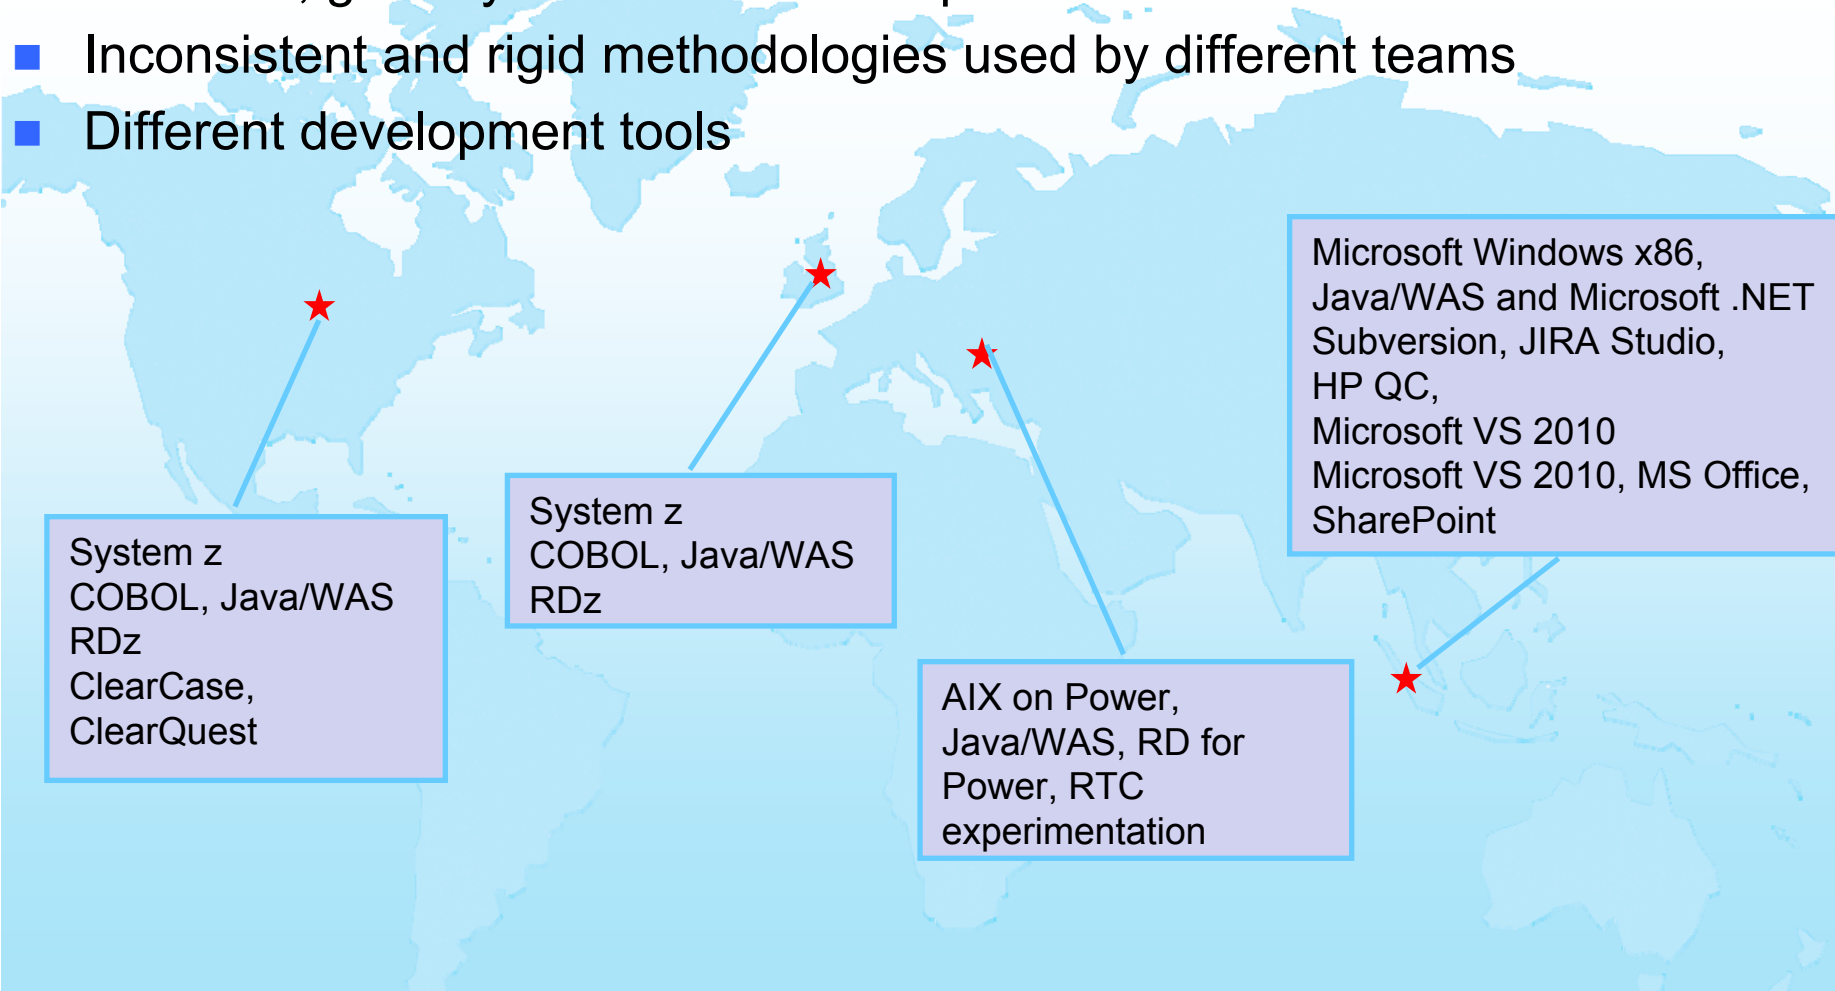 Inconsistent and rigid methodologies used by different teams
Different development tools
Microsoft Windows x86,
Java/WAS and Microsoft .NET
Subversion, JIRA Studio,
HP QC,
Microsoft VS 2010
Microsoft VS 2010, MS Office,
SharePoint
System z
COBOL, Java/WAS
RDz
System z
COBOL, Java/WAS
RDz
ClearCase,
ClearQuest
AIX on Power,
Java/WAS, RD for
Power, RTC
experimentation